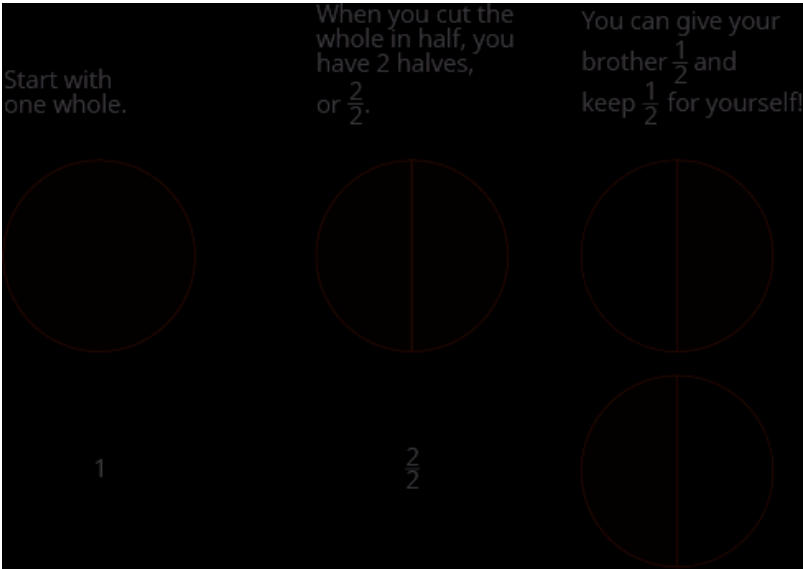 Start with
one whole.
When you cut the
whole in half, you
have 2 halves,
or 2/2.
You can give your
brother 1/2 and
keep 1/2 for yourself!
1
2/2